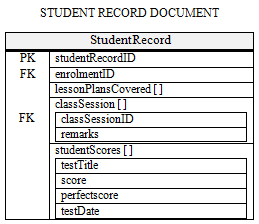 STUDENT RECORD DOCUMENT
StudentRecord
PK studentRecordID
FK enrolmentID
lessonPlansCovered [ ]
classSession [ ]
FK classSessionID
remarks
studentScores [ ]
testTitle
score
perfectscore
testDate